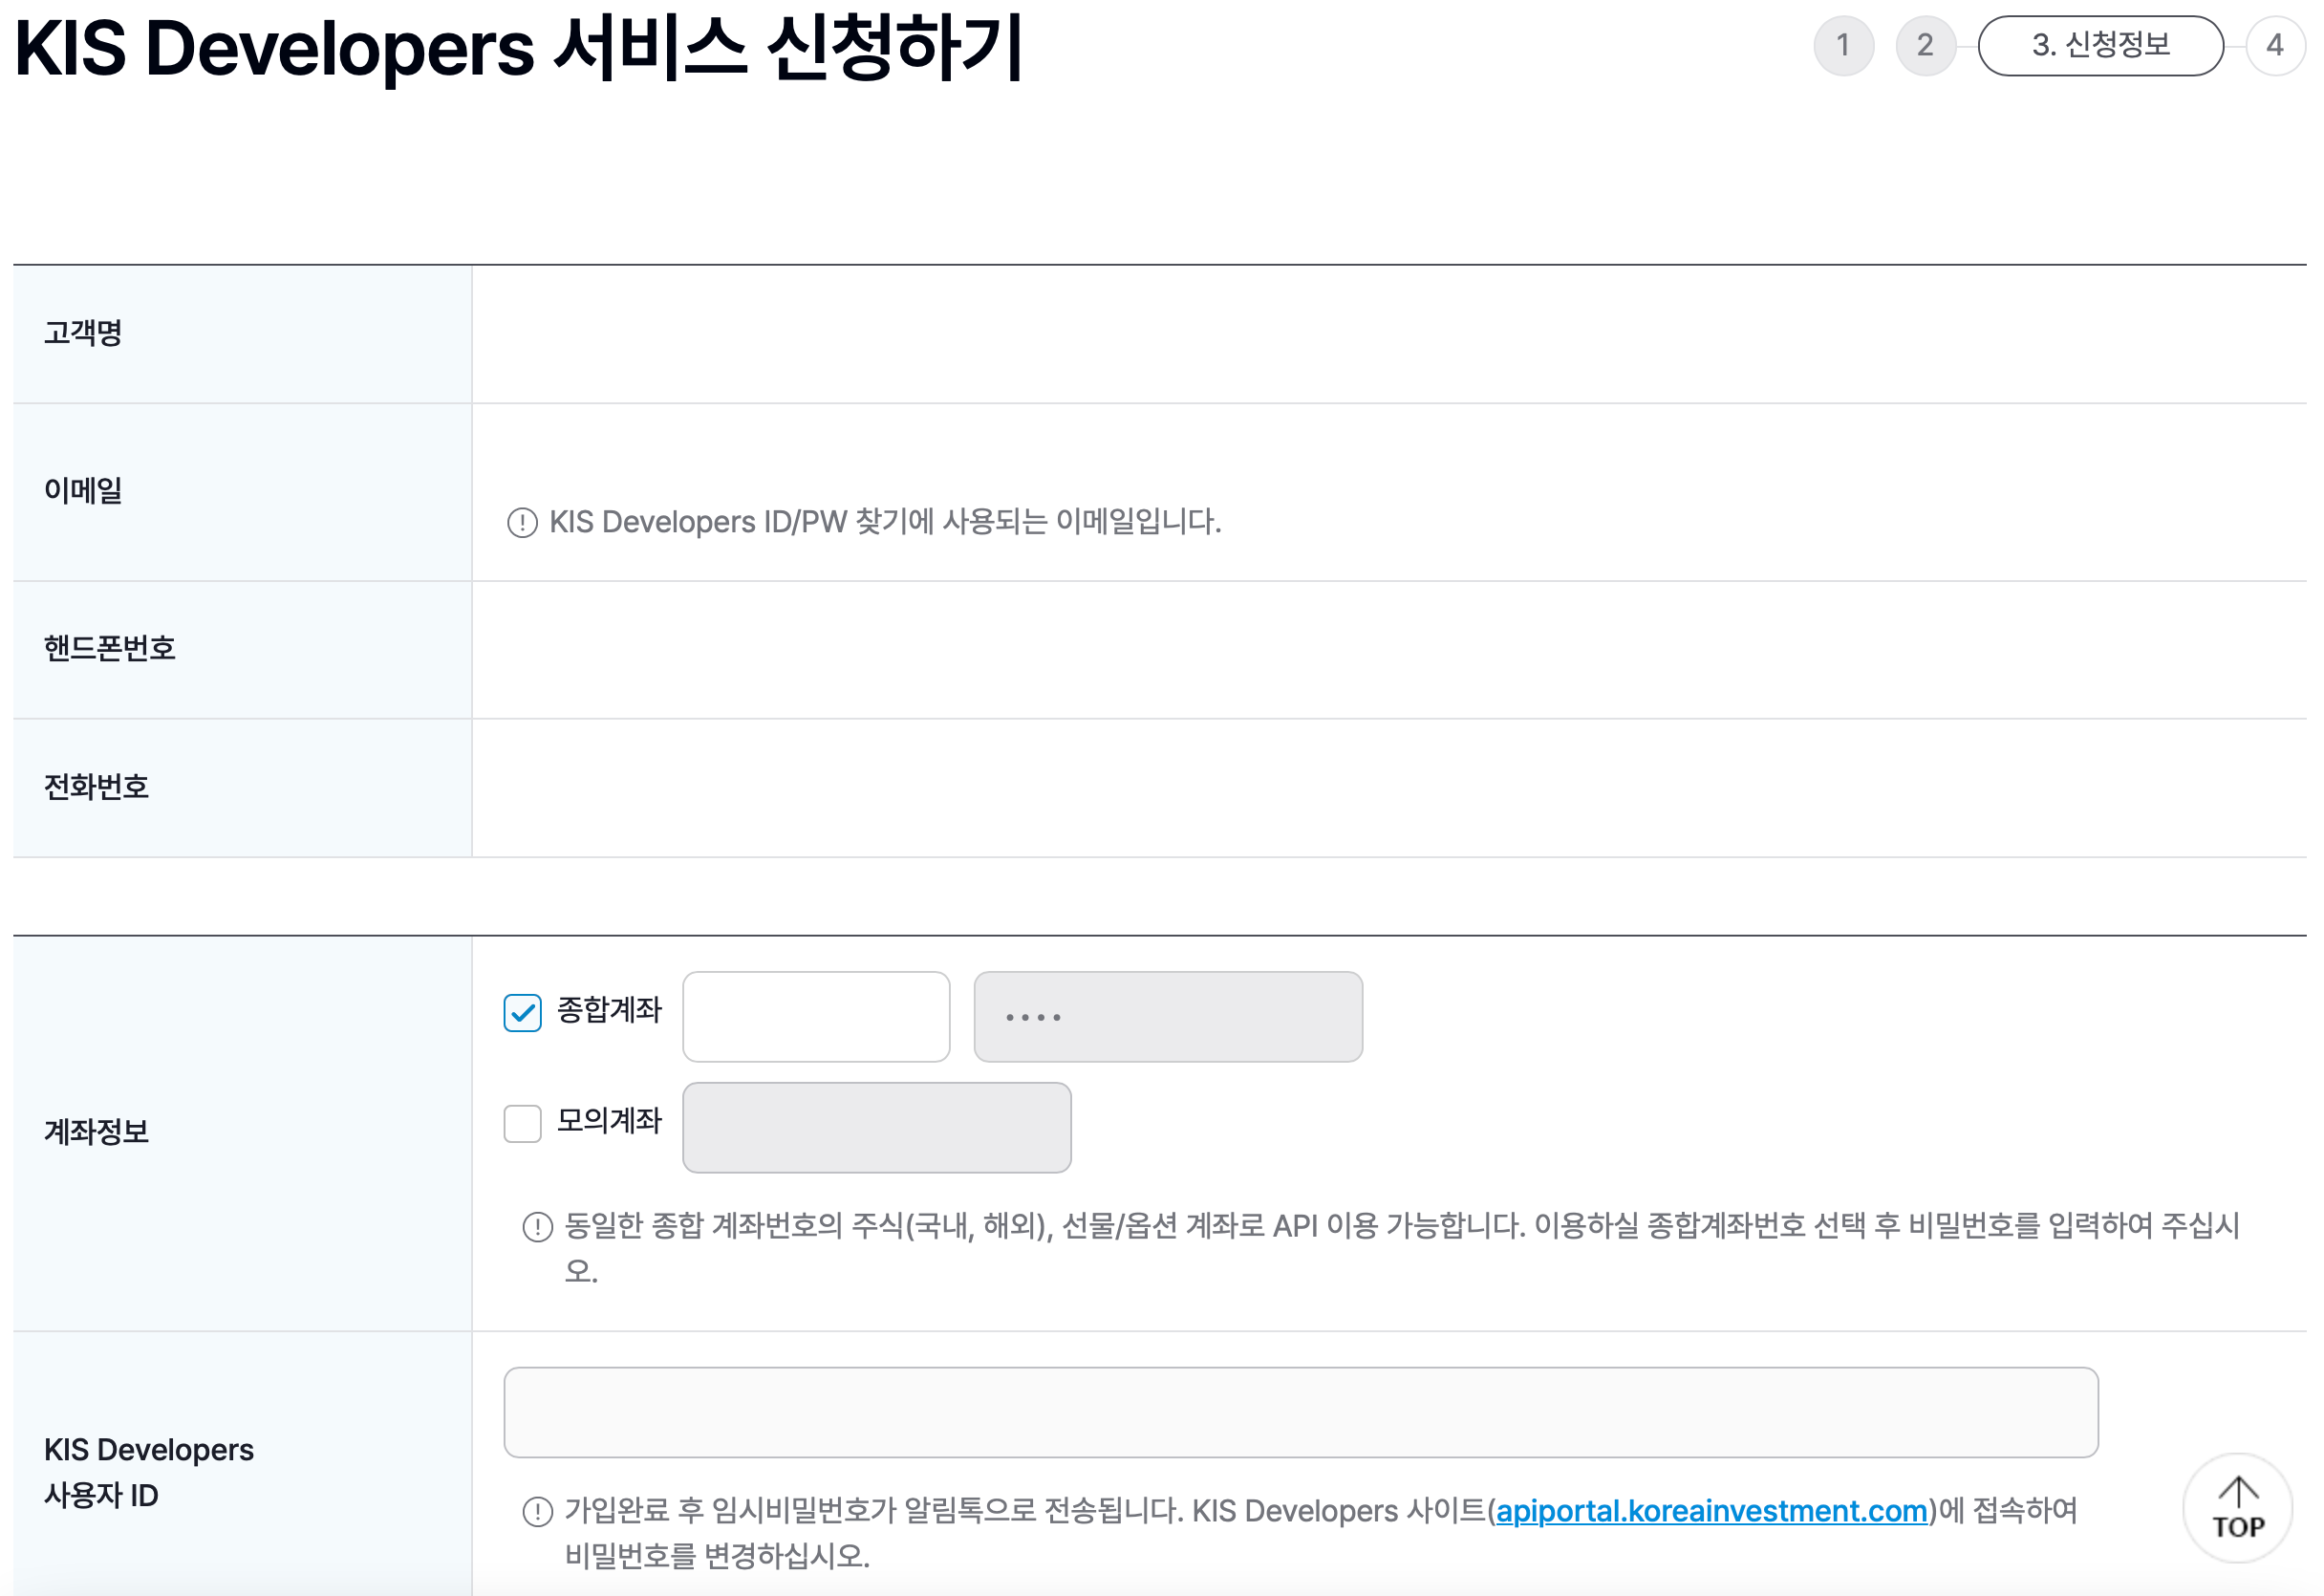 KIS Developers 서비스 신청하기
1 2 3. 신청정보 4
고객명
이메일
KIS Developers ID/PW 찾기에 사용되는 이메일입니다.
핸드폰번호
전화번호
계좌정보
종합계좌 ••••
모의계좌
동일한 종합 계좌번호의 주식(국내, 해외), 선물/옵션 계좌로 API 이용 가능합니다. 이용하실 종합계좌번호 선택 후 비밀번호를 입력하여 주십시
오.
KIS Developers
사용자 ID
가입완료 후 임시비밀번호가 알림톡으로 전송됩니다. KIS Developers 사이트(apiportal.koreainvestment.com)에 접속하여
비밀번호를 변경하십시오.
TOP